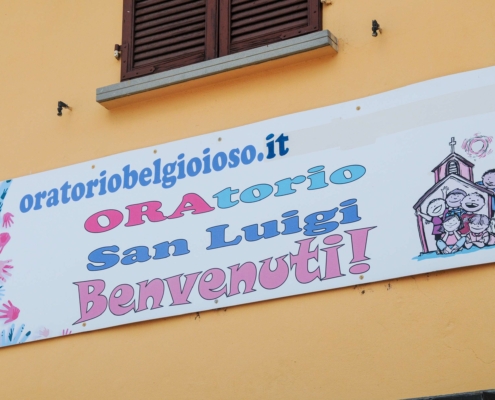 oratoriobelgioioso.it
ORAtorio
San Luigi
Benvenuti!